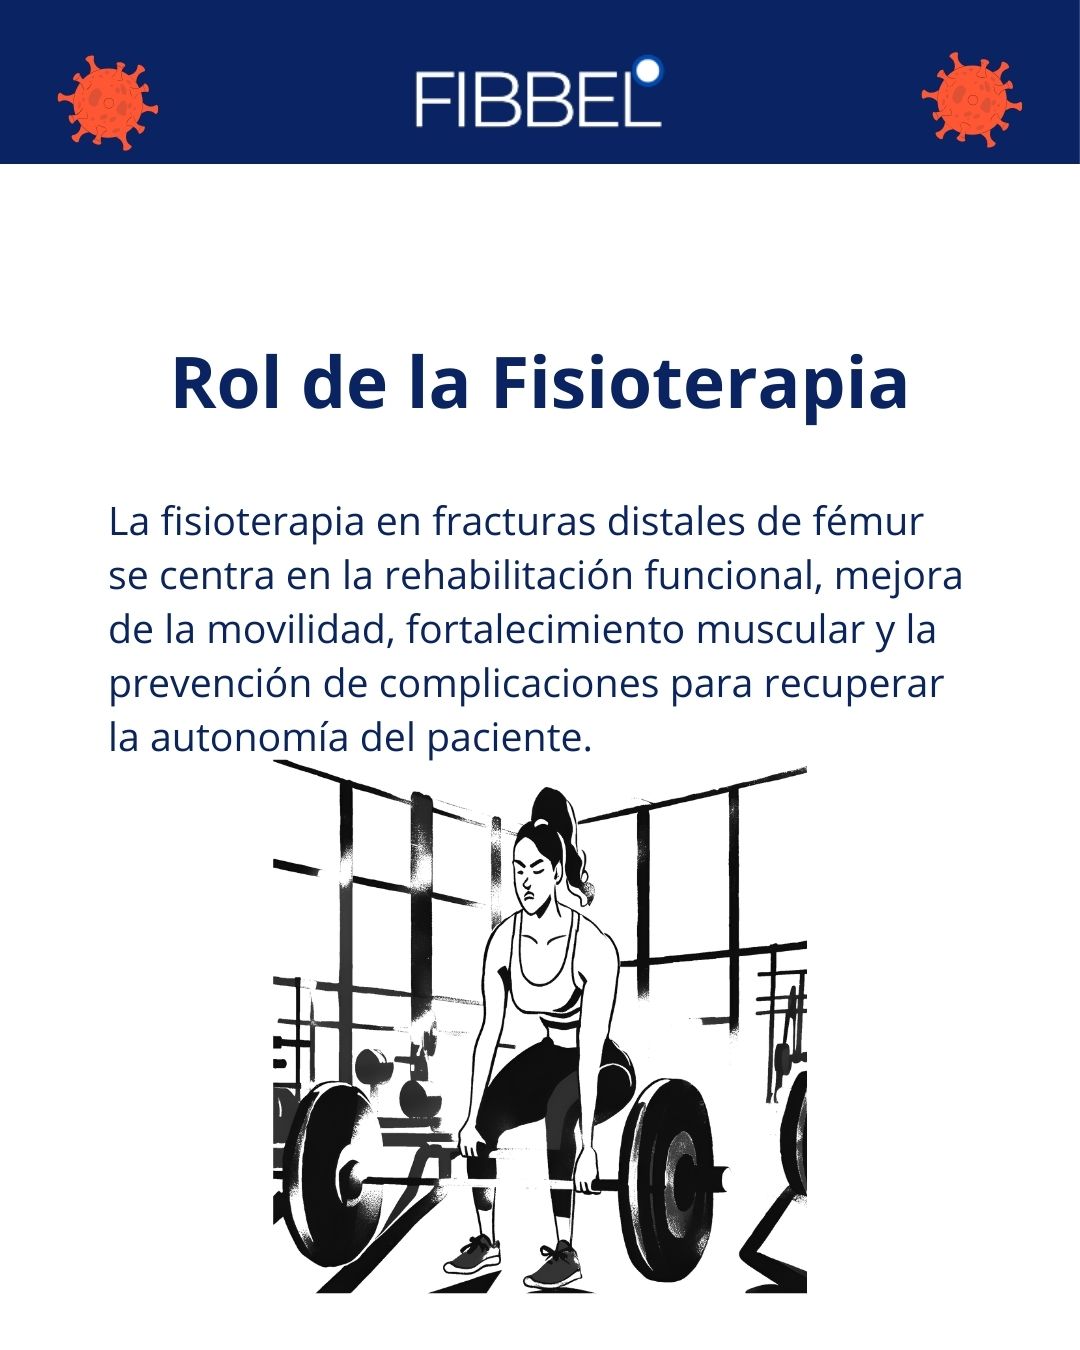 FIBBEL
Rol de la Fisioterapia
La fisioterapia en fracturas distales de fémur
se centra en la rehabilitación funcional, mejora
de la movilidad, fortalecimiento muscular y la
prevención de complicaciones para recuperar
la autonomía del paciente.